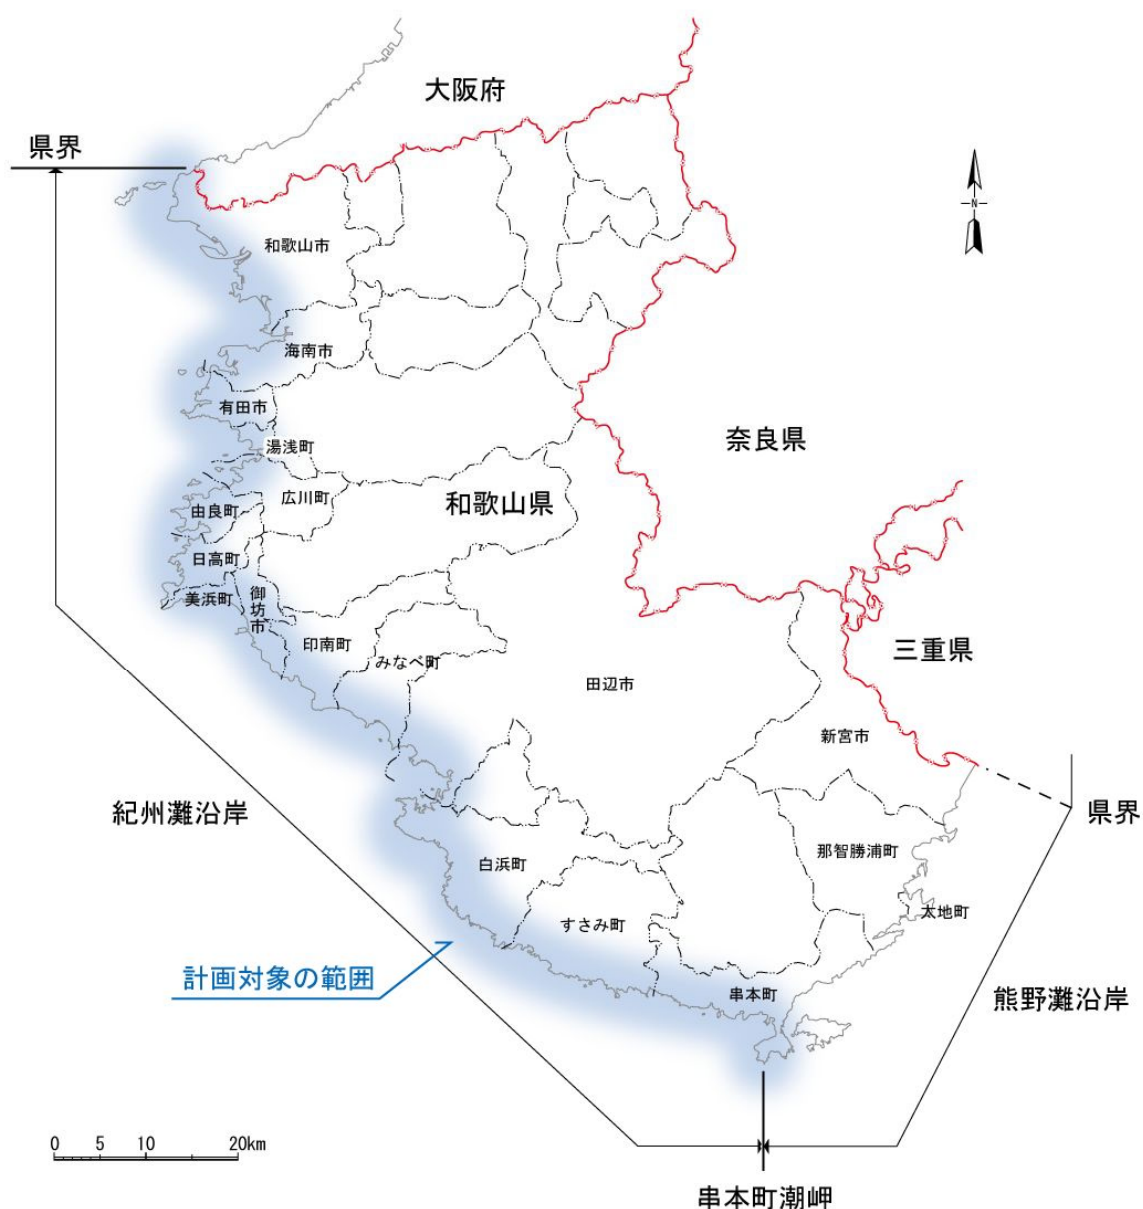 大阪府
県界
N
和歌山市
海南市
有田市
奈良県
湯浅町
広川町
和歌山県
由良町
日高町
美浜町
御坊市
印南町
みなべ町
三重県
田辺市
新宮市
紀州灘沿岸
県界
那智勝浦町
白浜町
太地町
すさみ町
計画対象の範囲
串本町
熊野灘沿岸
0 5 10 20km
串本町潮岬